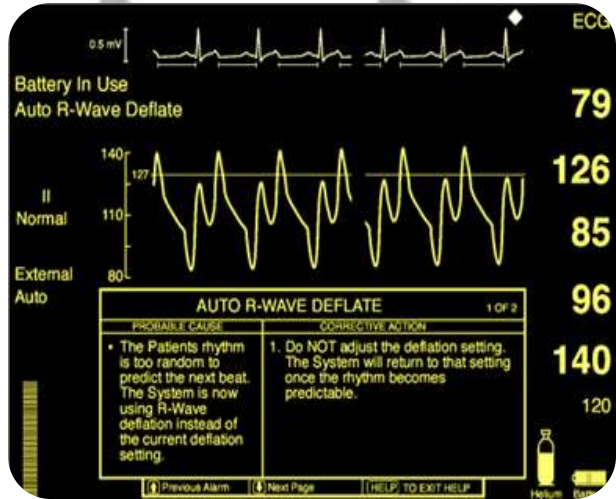 ECG
0.5 mV
Battery In Use
Auto R-Wave Deflate
79
140
127
126
II
Normal
110
85
External
Auto
80
96
AUTO R-WAVE DEFLATE 1 OF 2
PROBABLE CAUSE CORRECTIVE ACTION
• The Patients rhythm
is too random to
predict the next beat.
The System is now
using R-Wave
deflation instead of
the current deflation
setting.
1. Do NOT adjust the deflation setting.
The System will return to that setting
once the rhythm becomes
predictable.
140
120
Previous Alarm Next Page HELP TO EXIT HELP
Helium